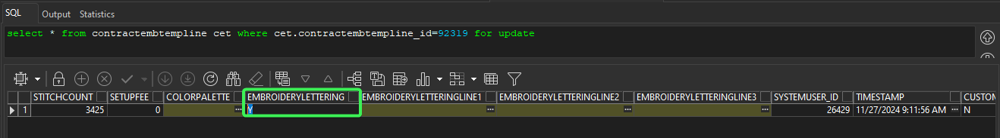 SQL Output Statistics
select * from contractembtempline cet where cet.contractembtempline_id=92319 for update
STITCHCOUNT SETUPFEE COLORPALETTE EMBROIDERYLETTERING EMBROIDERYLETTERINGLINE1 EMBROIDERYLETTERINGLINE2 EMBROIDERYLETTERINGLINE3 SYSTEMUSER_ID TIMESTAMP CUSTOM
1 3425 0 ... Y ... ... ... 26429 11/27/2024 9:11:56 AM ... N